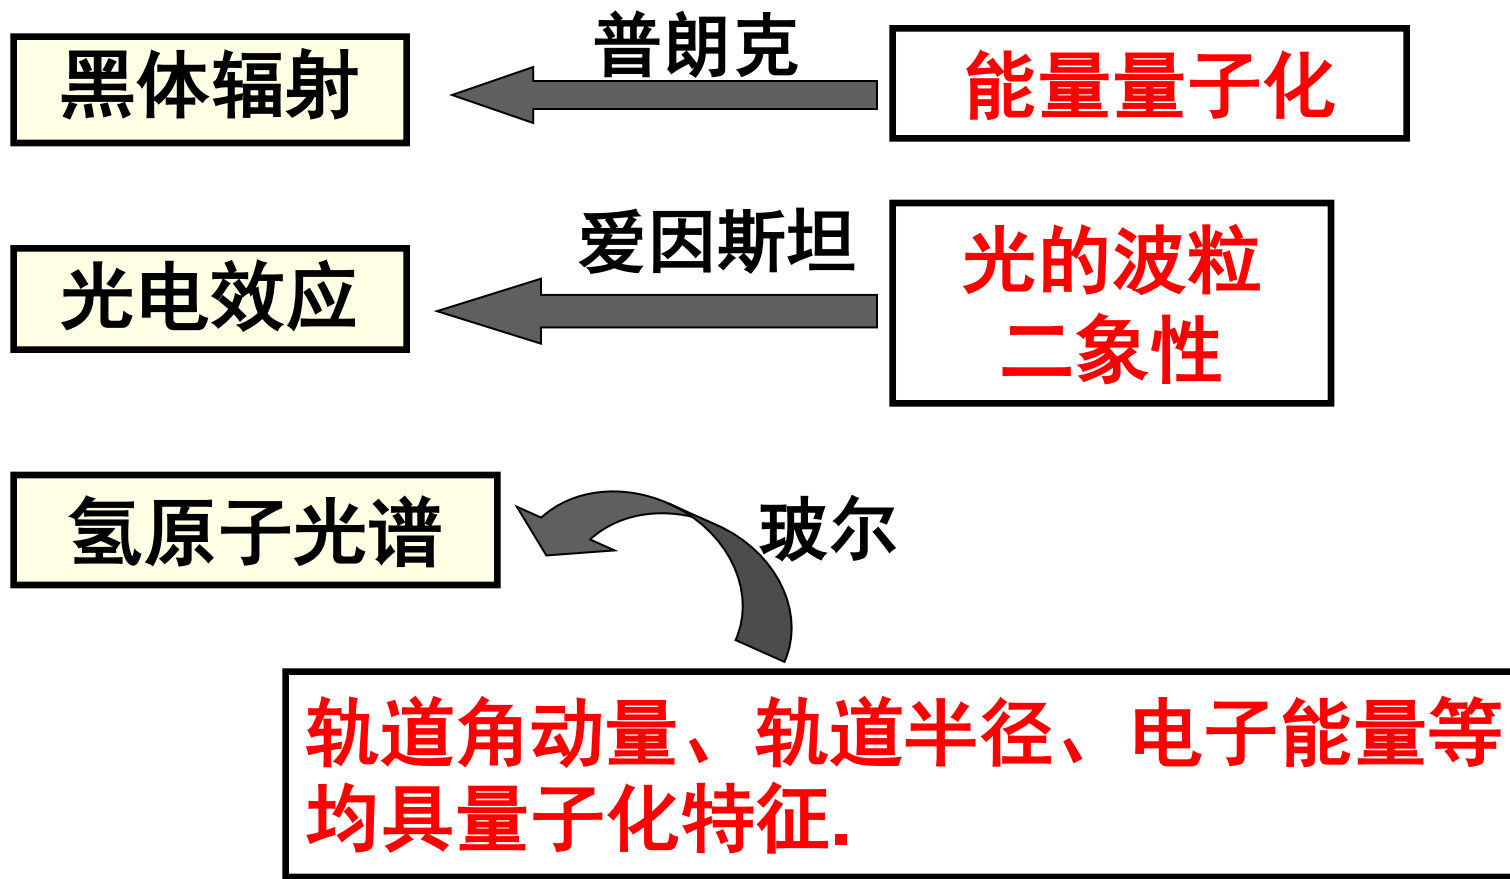 黑体辐射
普朗克
能量量子化
光电效应
爱因斯坦
光的波粒
二象性
氢原子光谱
玻尔
轨道角动量、轨道半径、电子能量等
均具量子化特征.